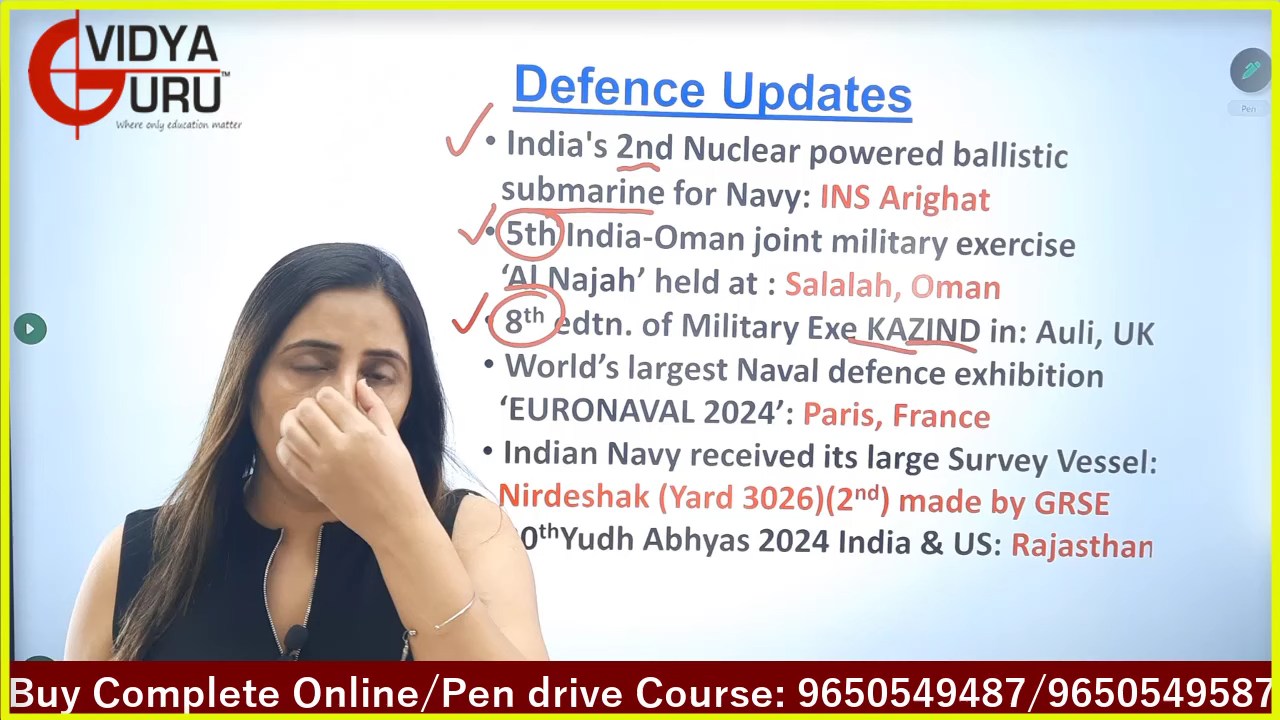 VIDYA
GURU™
Where only education matter
Defence Updates
Pen
• India's 2nd Nuclear powered ballistic
submarine for Navy: INS Arighat
• 5th India-Oman joint military exercise
‘Al Najah’ held at : Salalah, Oman
• 8th edtn. of Military Exe KAZIND in: Auli, UK
• World’s largest Naval defence exhibition
‘EURONAVAL 2024’: Paris, France
• Indian Navy received its large Survey Vessel:
Nirdeshak (Yard 3026)(2nd) made by GRSE
0thYudh Abhyas 2024 India & US: Rajasthan
Buy Complete Online/Pen drive Course: 9650549487/9650549587